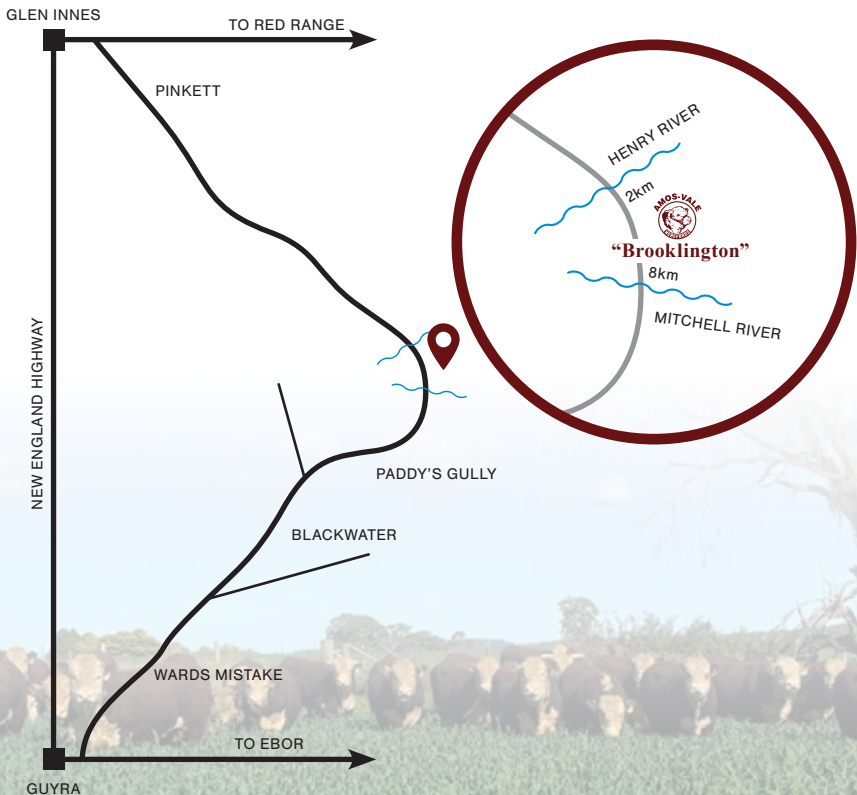 GLEN INNES
TO RED RANGE
PINKETT
NEW ENGLAND HIGHWAY
PADDY'S GULLY
BLACKWATER
WARDS MISTAKE
TO EBOR
GUYRA
HENRY RIVER
2km
AMOS-VALE
“Brooklington”
8km
MITCHELL RIVER